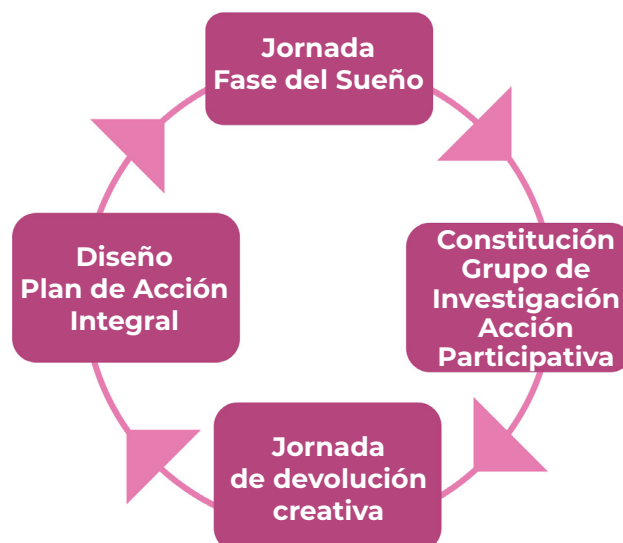 Jornada
Fase del Sueño
Constitución
Grupo de
Investigación
Acción
Participativa
Jornada
de devolución
creativa
Diseño
Plan de Acción
Integral